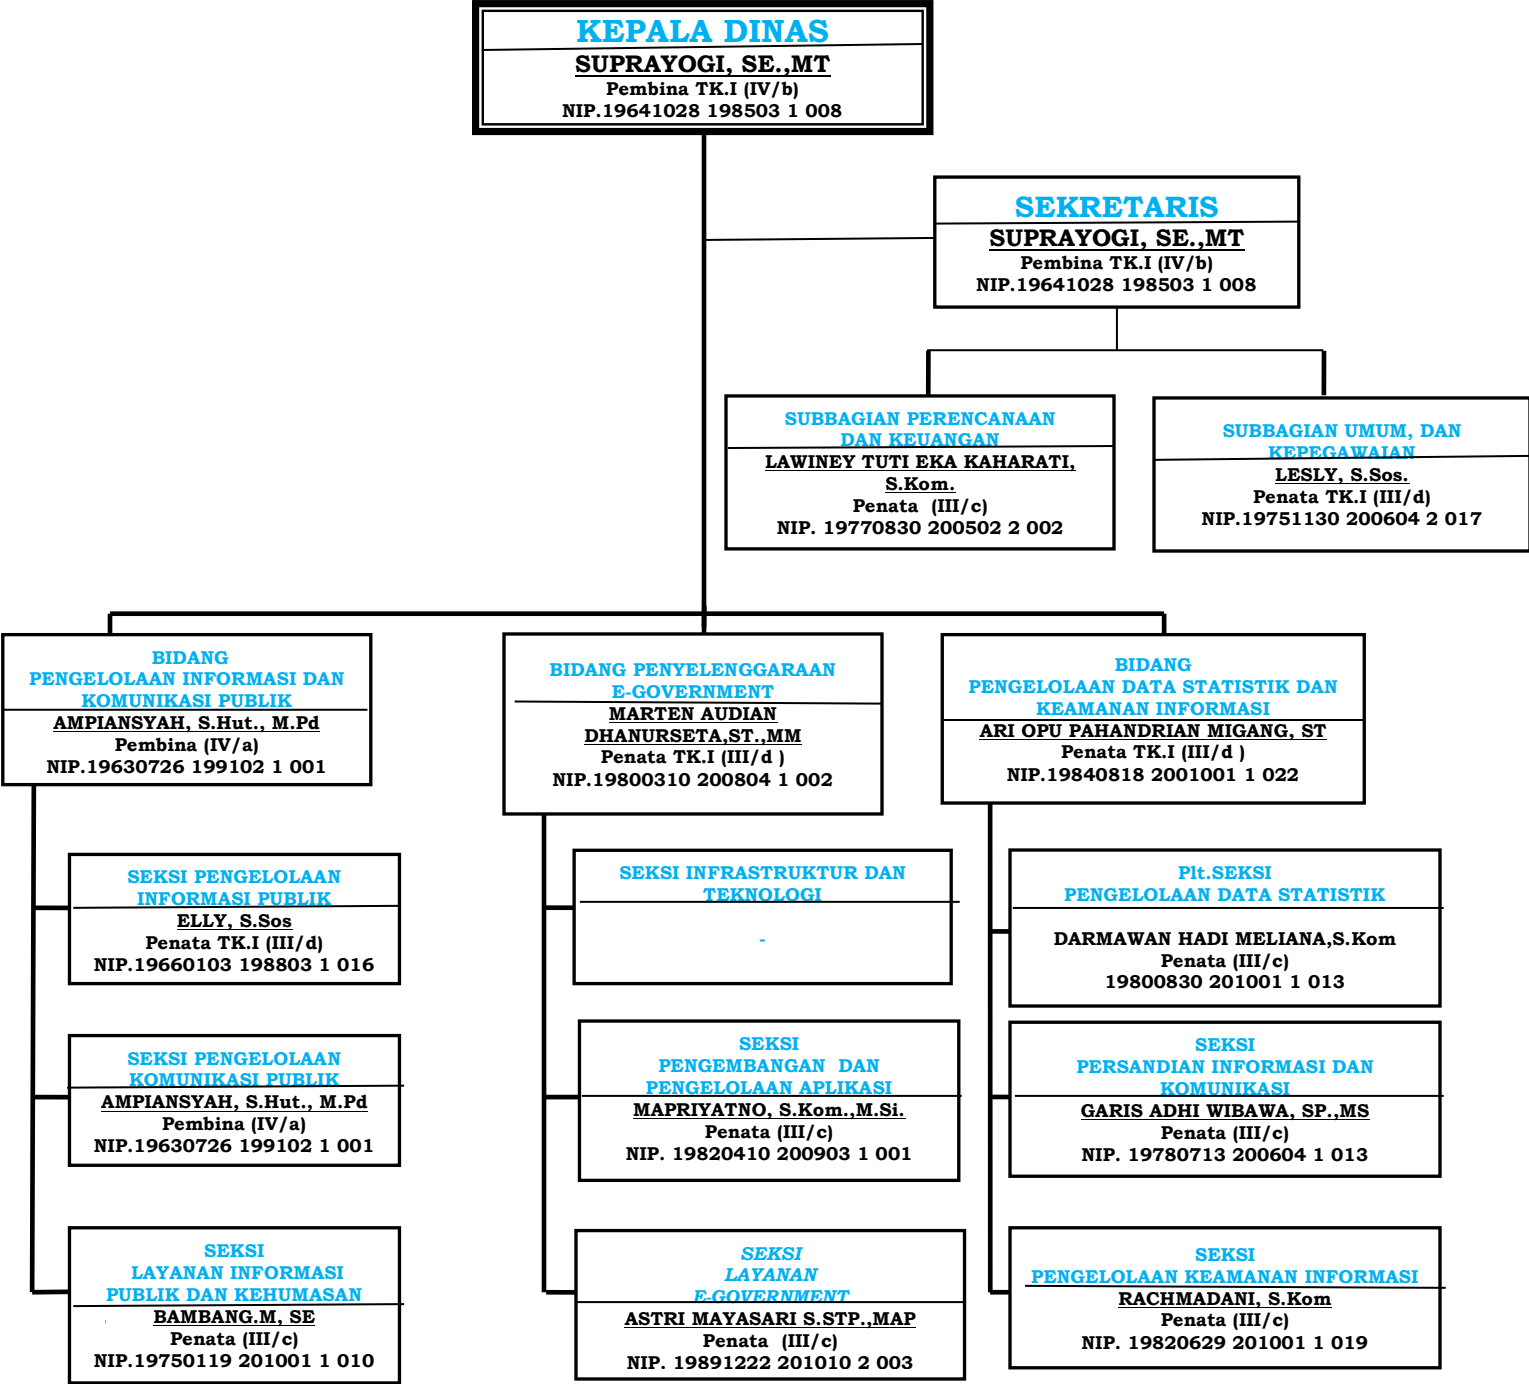 KEPALA DINAS
SUPRAYOGI, SE.,MT
Pembina TK.I (IV/b)
NIP.19641028 198503 1 008
SEKRETARIS
SUPRAYOGI, SE.,MT
Pembina TK.I (IV/b)
NIP.19641028 198503 1 008
SUBBAGIAN PERENCANAAN
DAN KEUANGAN
LAWINEY TUTI EKA KAHARATI,
S.Kom.
Penata  (III/c)
NIP. 19770830 200502 2 002
SUBBAGIAN UMUM, DAN
KEPEGAWAIAN
LESLY, S.Sos.
Penata TK.I (III/d)
NIP.19751130 200604 2 017
BIDANG
PENGELOLAAN INFORMASI DAN
KOMUNIKASI PUBLIK
AMPIANSYAH, S.Hut., M.Pd
Pembina (IV/a)
NIP.19630726 199102 1 001
BIDANG PENYELENGGARAAN
E-GOVERNMENT
MARTEN AUDIAN
DHANURSETA,ST.,MM
Penata TK.I (III/d )
NIP.19800310 200804 1 002
BIDANG
PENGELOLAAN DATA STATISTIK DAN
KEAMANAN INFORMASI
ARI OPU PAHANDRIAN MIGANG, ST
Penata TK.I (III/d )
NIP.19840818 2001001 1 022
SEKSI PENGELOLAAN
INFORMASI PUBLIK
ELLY, S.Sos
Penata TK.I (III/d)
NIP.19660103 198803 1 016
SEKSI PENGELOLAAN
KOMUNIKASI PUBLIK
AMPIANSYAH, S.Hut., M.Pd
Pembina (IV/a)
NIP.19630726 199102 1 001
SEKSI
LAYANAN INFORMASI
PUBLIK DAN KEHUMASAN
BAMBANG.M, SE
Penata (III/c)
NIP.19750119 201001 1 010
SEKSI INFRASTRUKTUR DAN
TEKNOLOGI
-
SEKSI
PENGEMBANGAN  DAN
PENGELOLAAN APLIKASI
MAPRIYATNO, S.Kom.,M.Si.
Penata (III/c)
NIP. 19820410 200903 1 001
SEKSI
LAYANAN
E-GOVERNMENT
ASTRI MAYASARI S.STP.,MAP
Penata  (III/c)
NIP. 19891222 201010 2 003
Plt.SEKSI
PENGELOLAAN DATA STATISTIK
DARMAWAN HADI MELIANA,S.Kom
Penata (III/c)
19800830 201001 1 013
SEKSI
PERSANDIAN INFORMASI DAN
KOMUNIKASI
GARIS ADHI WIBAWA, SP.,MS
Penata (III/c)
NIP. 19780713 200604 1 013
SEKSI
PENGELOLAAN KEAMANAN INFORMASI
RACHMADANI, S.Kom
Penata (III/c)
NIP. 19820629 201001 1 019